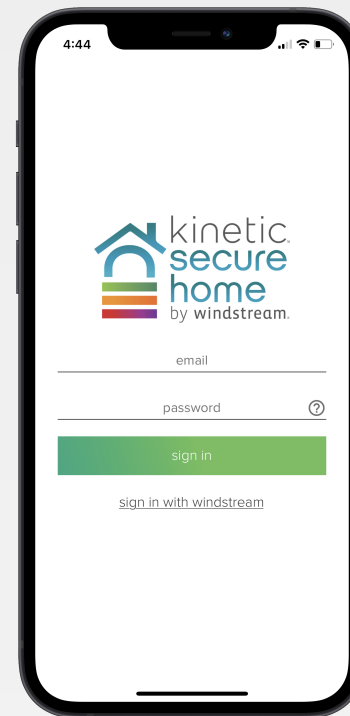 4:44
kinetic.
secure
home
by windstream.
email
password
?
sign in
sign in with windstream